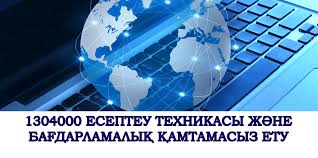 1304000 ЕСЕПТЕУ ТЕХНИКАСЫ ЖӘНЕ
БАҒДАРЛАМАЛЫҚ ҚАМТАМАСЫЗ ЕТУ